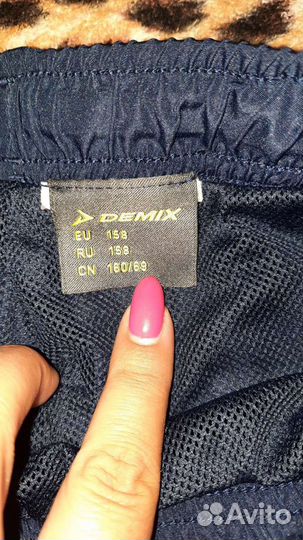 DEMIX
EU 158
RU 158
CN 160/69
Avito